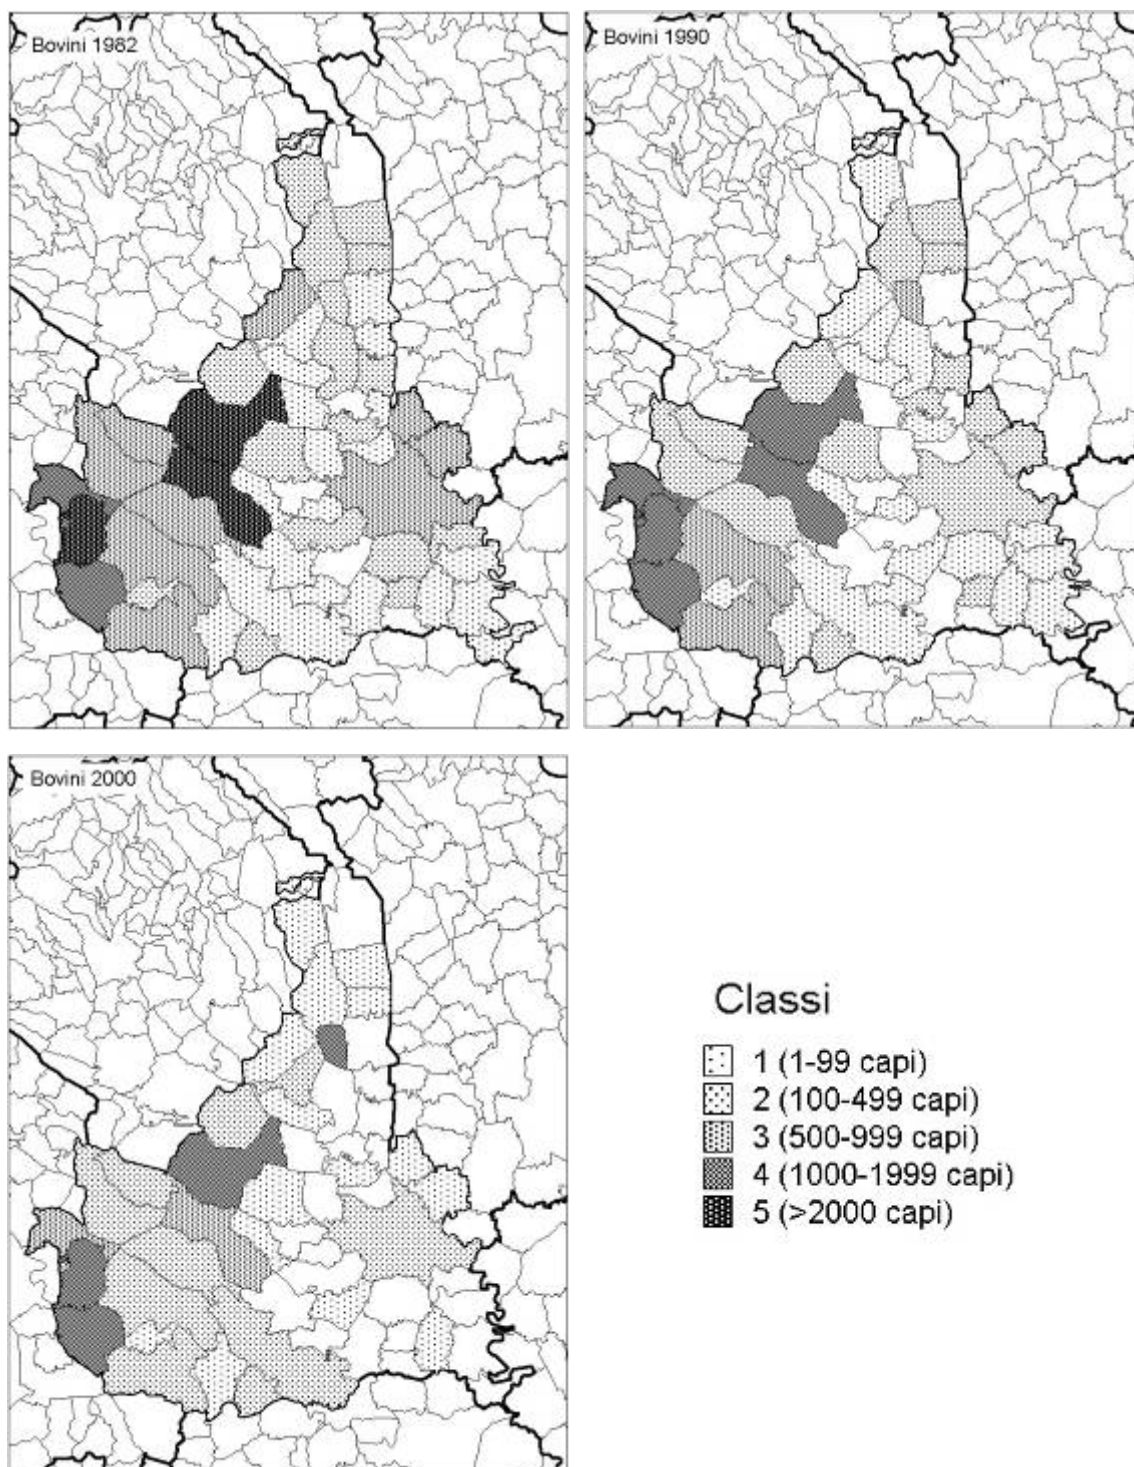 Bovini 1982
Bovini 1990
Bovini 2000
Classi
1 (1-99 capi)
2 (100-499 capi)
3 (500-999 capi)
4 (1000-1999 capi)
5 (>2000 capi)